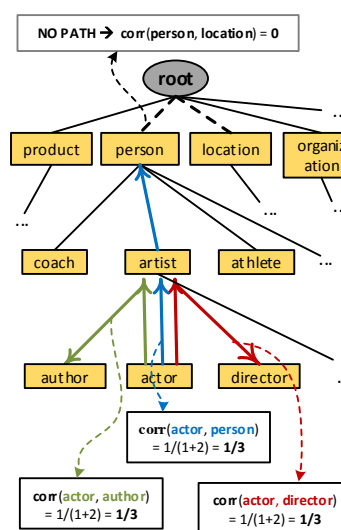 NO PATH → corr(person, location) = 0
root
...
product person location organiz
ation
... ... ...
coach artist athlete ...
author actor director ...
corr(actor, person)
= 1/(1+2) = 1/3
corr(actor, author)
= 1/(1+2) = 1/3
corr(actor, director)
= 1/(1+2) = 1/3